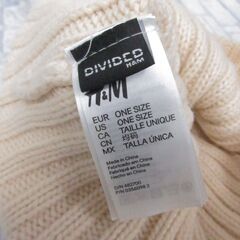 DIVIDED
H&M
H&M
EUR ONE SIZE
US ONE SIZE
CA TAILLE UNIQUE
CN 均码
MX TALLA ÚNICA
Made in China
Fabriqué en Chine
Fabricado en China